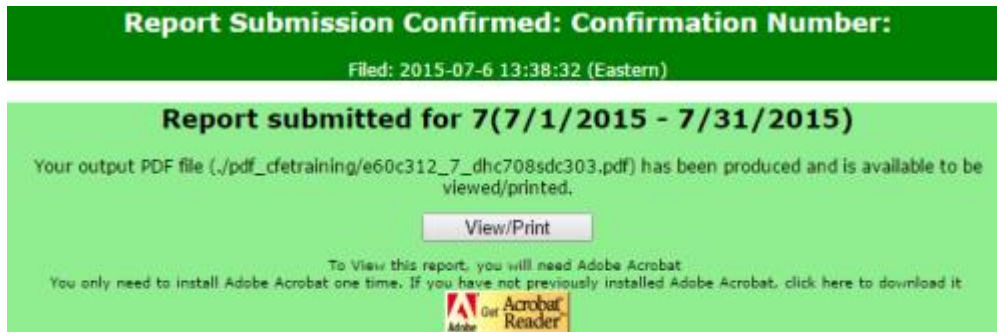 Report Submission Confirmed: Confirmation Number:
Filed: 2015-07-6 13:38:32 (Eastern)
Report submitted for 7(7/1/2015 - 7/31/2015)
Your output PDF file (./pdf_cfetraining/e60c312_7_dhc708sdc303.pdf) has been produced and is available to be
viewed/printed.
View/Print
To View this report, you will need Adobe Acrobat
You only need to install Adobe Acrobat one time. If you have not previously installed Adobe Acrobat, click here to download it
Get Acrobat
Adobe Reader